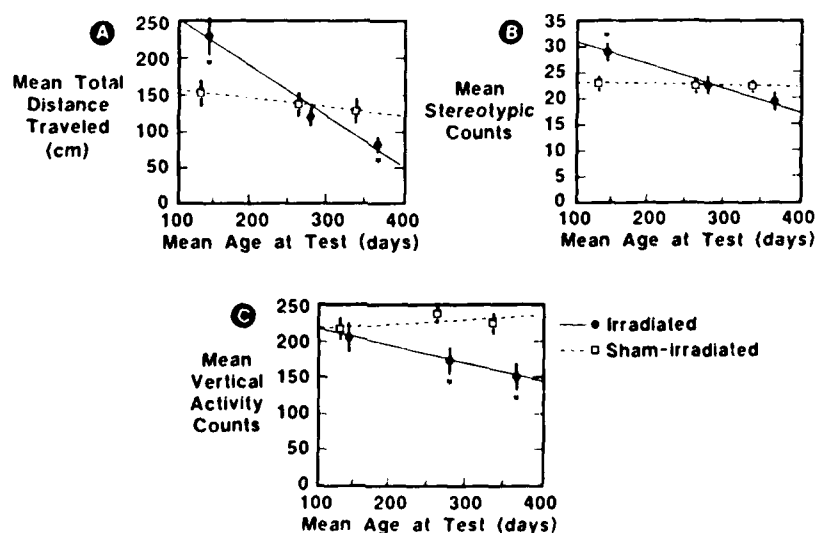 A
Mean Total
Distance
Traveled
(cm)
250
200
150
100
50
0
100 200 300 400
Mean Age at Test (days)
B
Mean
Stereotypic
Counts
35
30
25
20
15
10
5
0
100 200 300 400
Mean Age at Test (days)
C
Mean
Vertical
Activity
Counts
250
200
150
200
50
0
100 200 300 400
Mean Age at Test (days)
Irradiated
Sham-irradiated